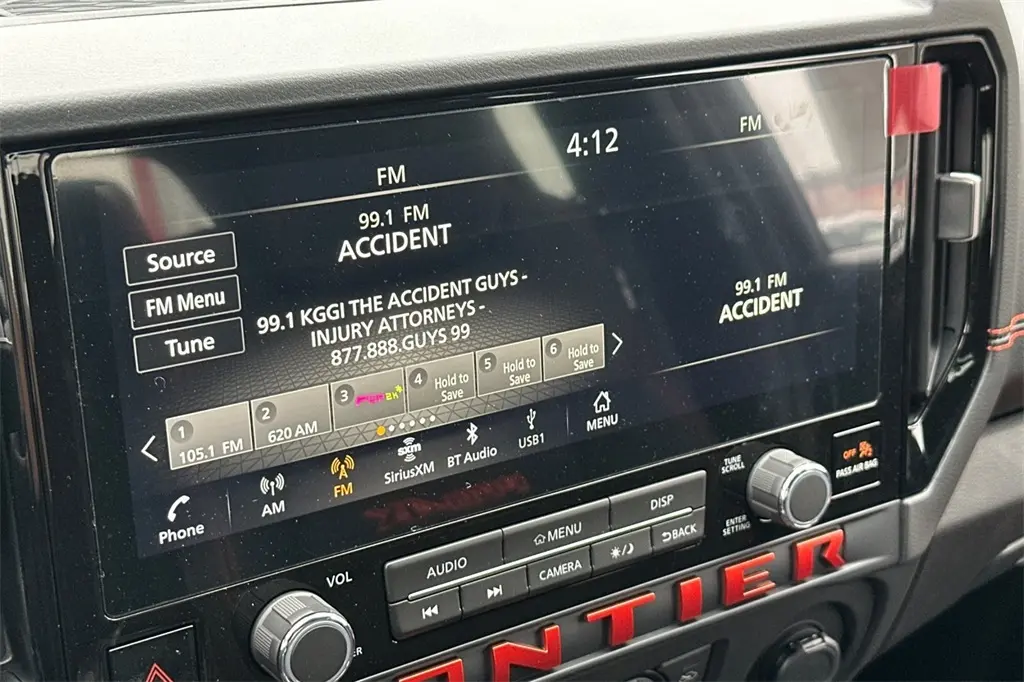 4:12
FM
FM
99.1 FM
ACCIDENT
Source
FM Menu
Tune
99.1 KGGI THE ACCIDENT GUYS -
INJURY ATTORNEYS -
877.888.GUYS 99
99.1 FM
ACCIDENT
1 105.1 FM
2 620 AM
3
4 Hold to Save
5 Hold to Save
6 Hold to Save
Phone
AM
FM
SiriusXM
BT Audio
USB1
MENU
TUNE
SCROLL
OFF
PASS AIR BAG
ENTER
SETTING
VOL
AUDIO
MENU
DISP
CAMERA
BACK
NTIER